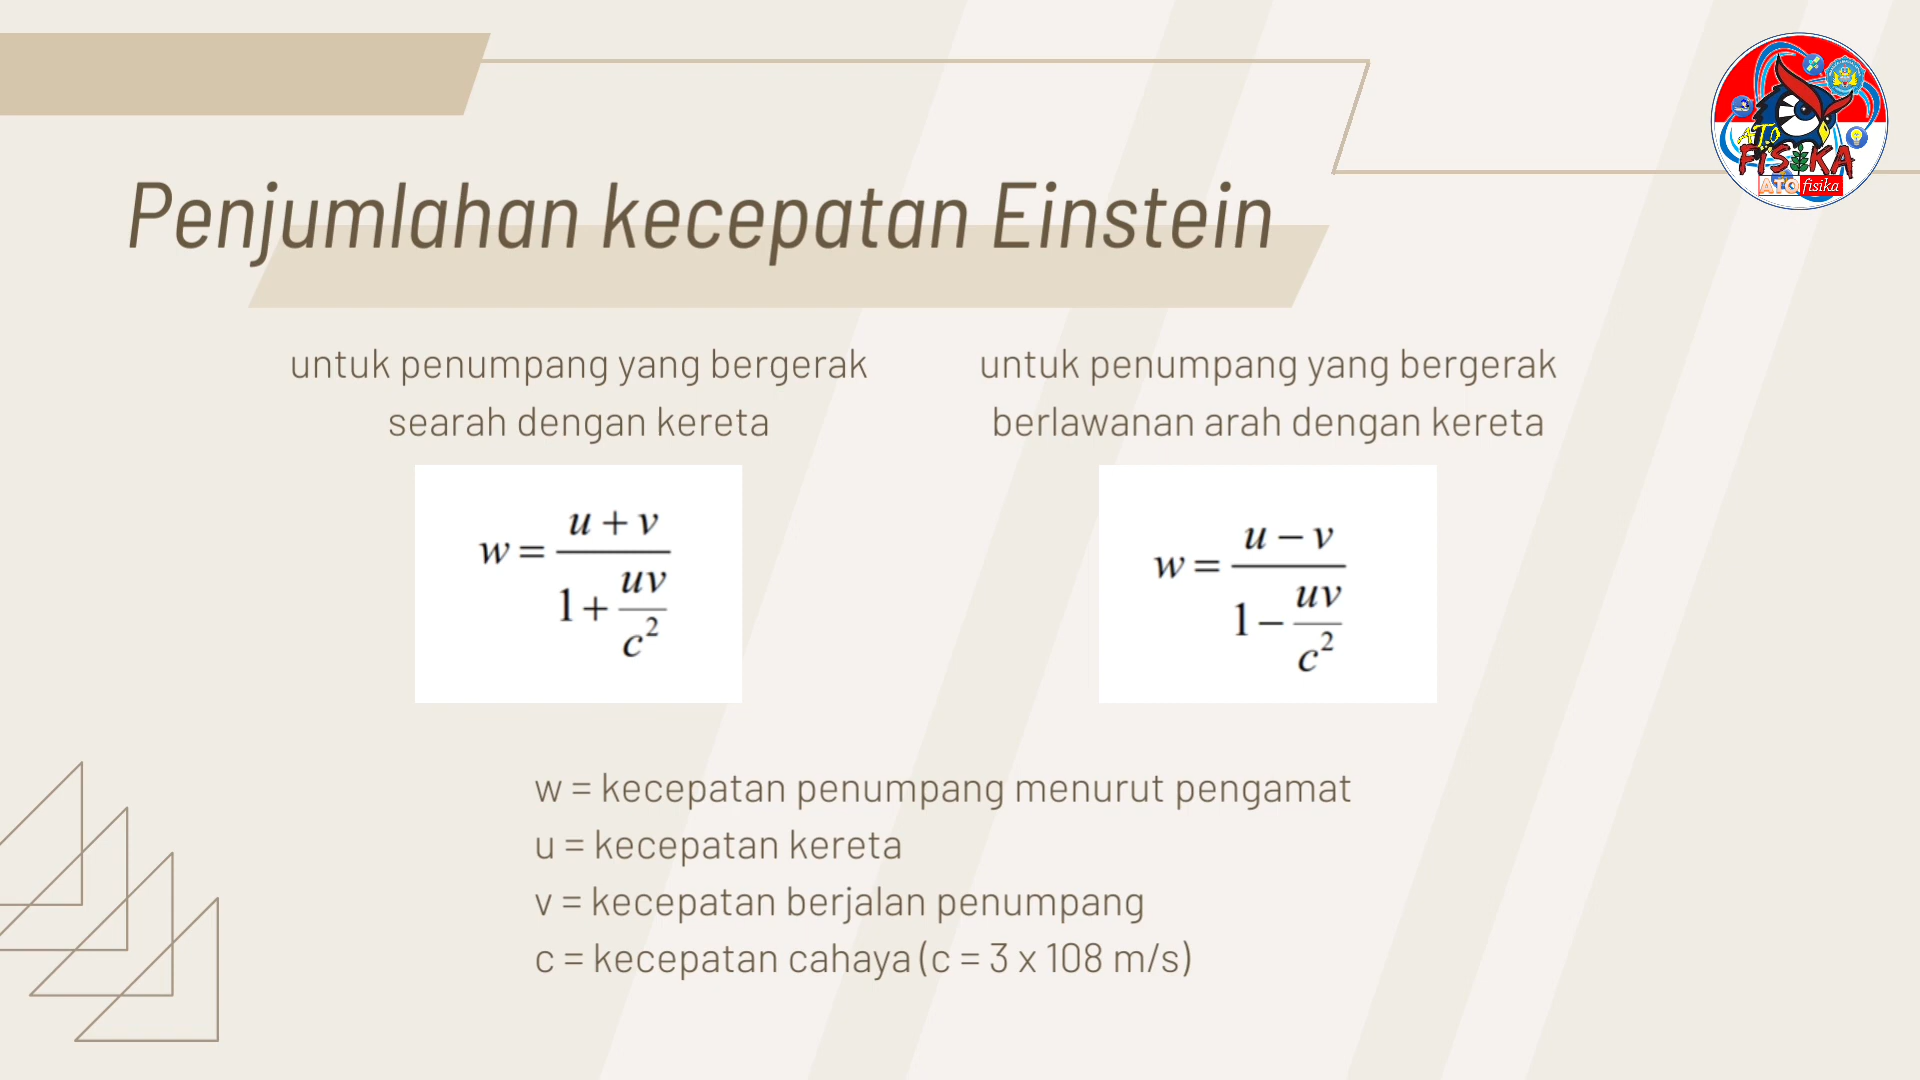 Penjumlahan kecepatan Einstein
untuk penumpang yang bergerak
searah dengan kereta
w = (u + v) / (1 + uv/c²)
untuk penumpang yang bergerak
berlawanan arah dengan kereta
w = (u − v) / (1 − uv/c²)
w = kecepatan penumpang menurut pengamat
u = kecepatan kereta
v = kecepatan berjalan penumpang
c = kecepatan cahaya (c = 3 x 108 m/s)
ATO
FISIKA
ATO fisika